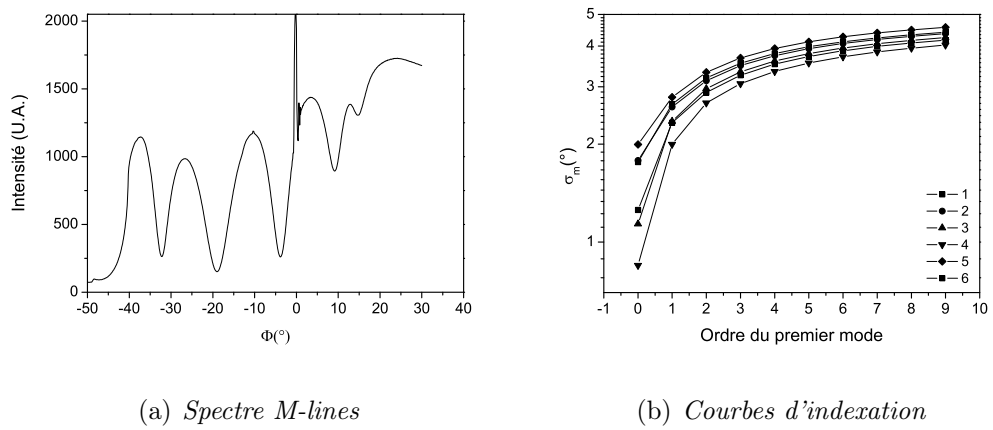 2000
1500
1000
500
0
-50 -40 -30 -20 -10 0 10 20 30 40
Intensité (U.A.)
Φ(°)
5
4
3
2
1
-1 0 1 2 3 4 5 6 7 8 9 10
σm(°)
Ordre du premier mode
1
2
3
4
5
6
(a) Spectre M-lines
(b) Courbes d'indexation